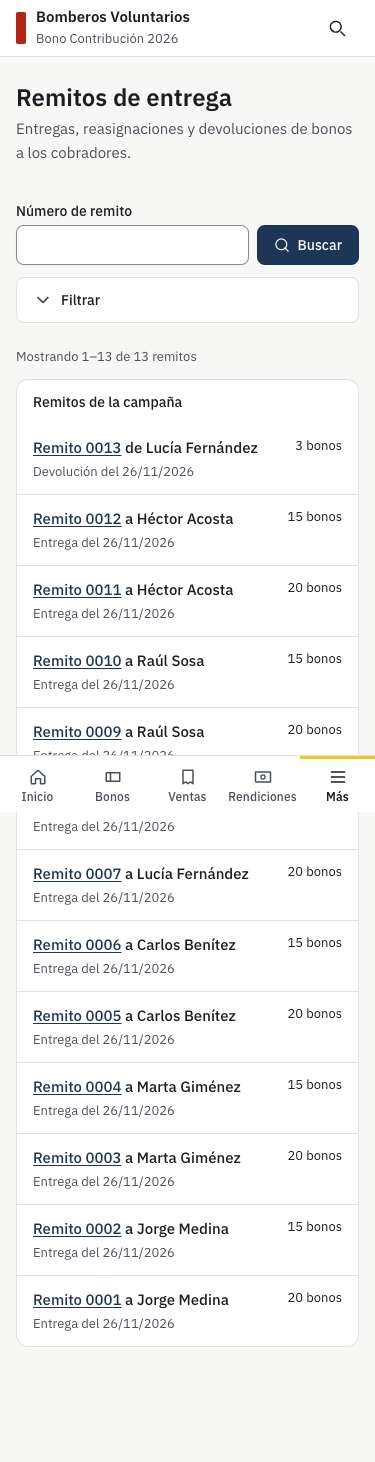 Bomberos Voluntarios
Bono Contribución 2026
Remitos de entrega
Entregas, reasignaciones y devoluciones de bonos
a los cobradores.
Número de remito
Buscar
Filtrar
Mostrando 1–13 de 13 remitos
Remitos de la campaña
Remito 0013 de Lucía Fernández 3 bonos
Devolución del 26/11/2026
Remito 0012 a Héctor Acosta 15 bonos
Entrega del 26/11/2026
Remito 0011 a Héctor Acosta 20 bonos
Entrega del 26/11/2026
Remito 0010 a Raúl Sosa 15 bonos
Entrega del 26/11/2026
Remito 0009 a Raúl Sosa 20 bonos
Entrega del 26/11/2026
Inicio Bonos Ventas Rendiciones Más
Entrega del 26/11/2026
Remito 0007 a Lucía Fernández 20 bonos
Entrega del 26/11/2026
Remito 0006 a Carlos Benítez 15 bonos
Entrega del 26/11/2026
Remito 0005 a Carlos Benítez 20 bonos
Entrega del 26/11/2026
Remito 0004 a Marta Giménez 15 bonos
Entrega del 26/11/2026
Remito 0003 a Marta Giménez 20 bonos
Entrega del 26/11/2026
Remito 0002 a Jorge Medina 15 bonos
Entrega del 26/11/2026
Remito 0001 a Jorge Medina 20 bonos
Entrega del 26/11/2026